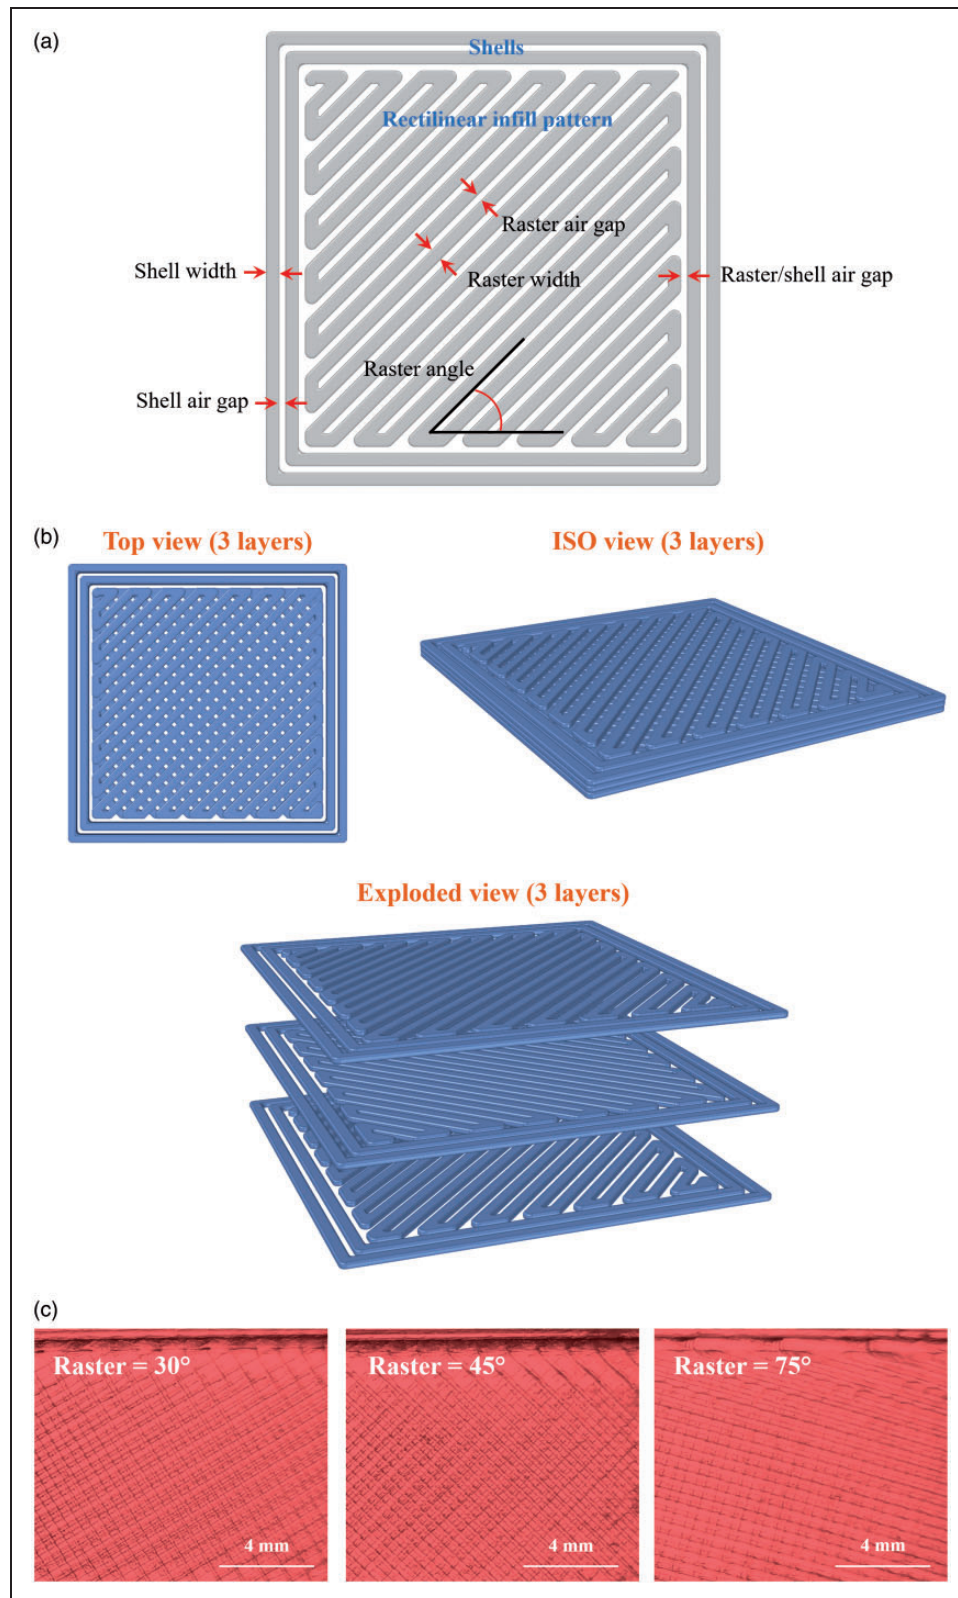 (a)
Shells
Rectilinear infill pattern
Raster air gap
Shell width
Raster width
Raster/shell air gap
Raster angle
Shell air gap
(b)
Top view (3 layers)
ISO view (3 layers)
Exploded view (3 layers)
(c)
Raster = 30°
Raster = 45°
Raster = 75°
4 mm
4 mm
4 mm